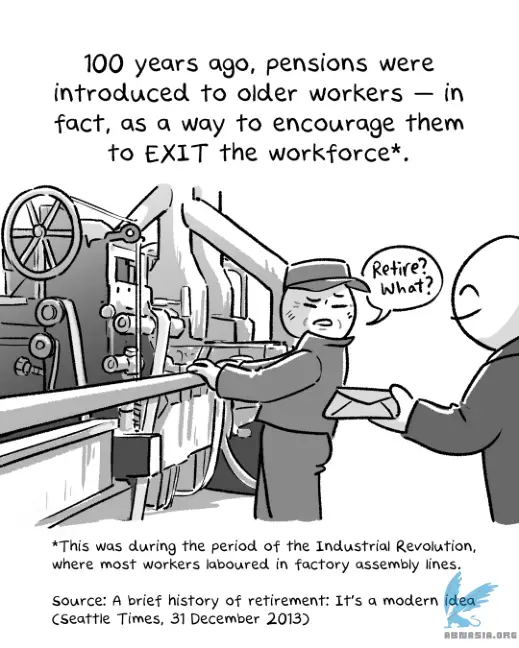 100 years ago, pensions were
introduced to older workers — in
fact, as a way to encourage them
to EXIT the workforce*.
Retire?
What?
*This was during the period of the Industrial Revolution,
where most workers laboured in factory assembly lines.
Source: A brief history of retirement: It's a modern idea
(Seattle Times, 31 December 2013)
ABMASIA.ORG